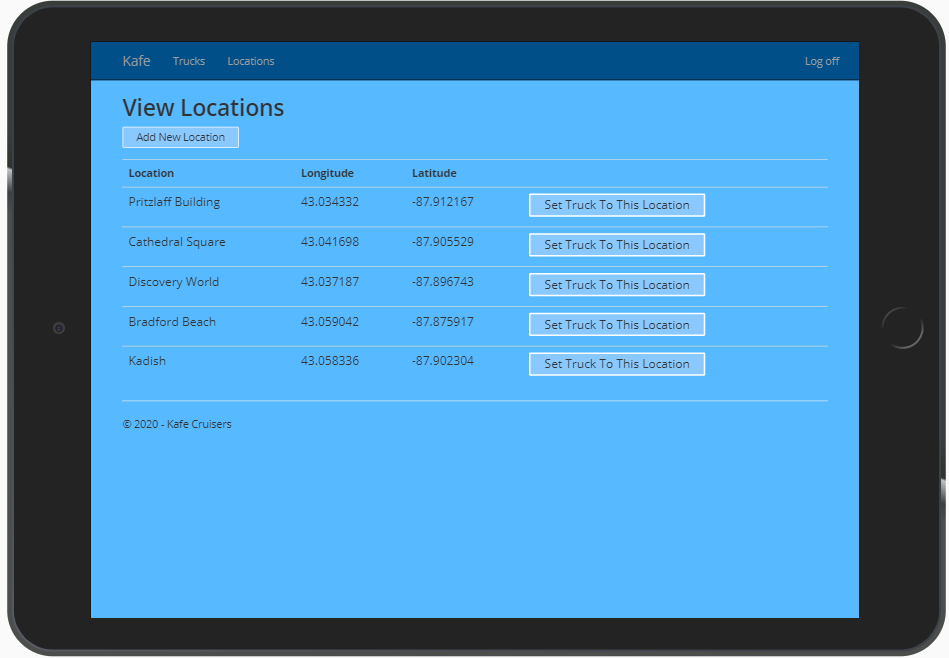 Kafe Trucks Locations Log off
View Locations
Add New Location
Location Longitude Latitude
Pritzlaff Building 43.034332 -87.912167 Set Truck To This Location
Cathedral Square 43.041698 -87.905529 Set Truck To This Location
Discovery World 43.037187 -87.896743 Set Truck To This Location
Bradford Beach 43.059042 -87.875917 Set Truck To This Location
Kadish 43.058336 -87.902304 Set Truck To This Location
© 2020 - Kafe Cruisers